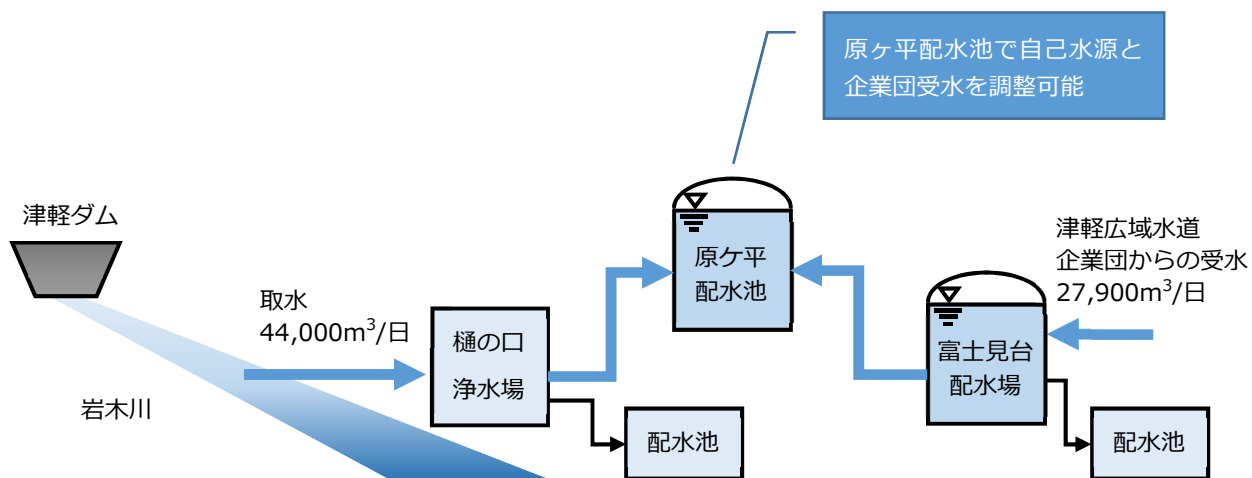 原ヶ平配水池で自己水源と
企業団受水を調整可能
津軽ダム
取水
44,000m³/日
岩木川
樋の口
浄水場
配水池
原ケ平
配水池
津軽広域水道
企業団からの受水
27,900m³/日
富士見台
配水場
配水池